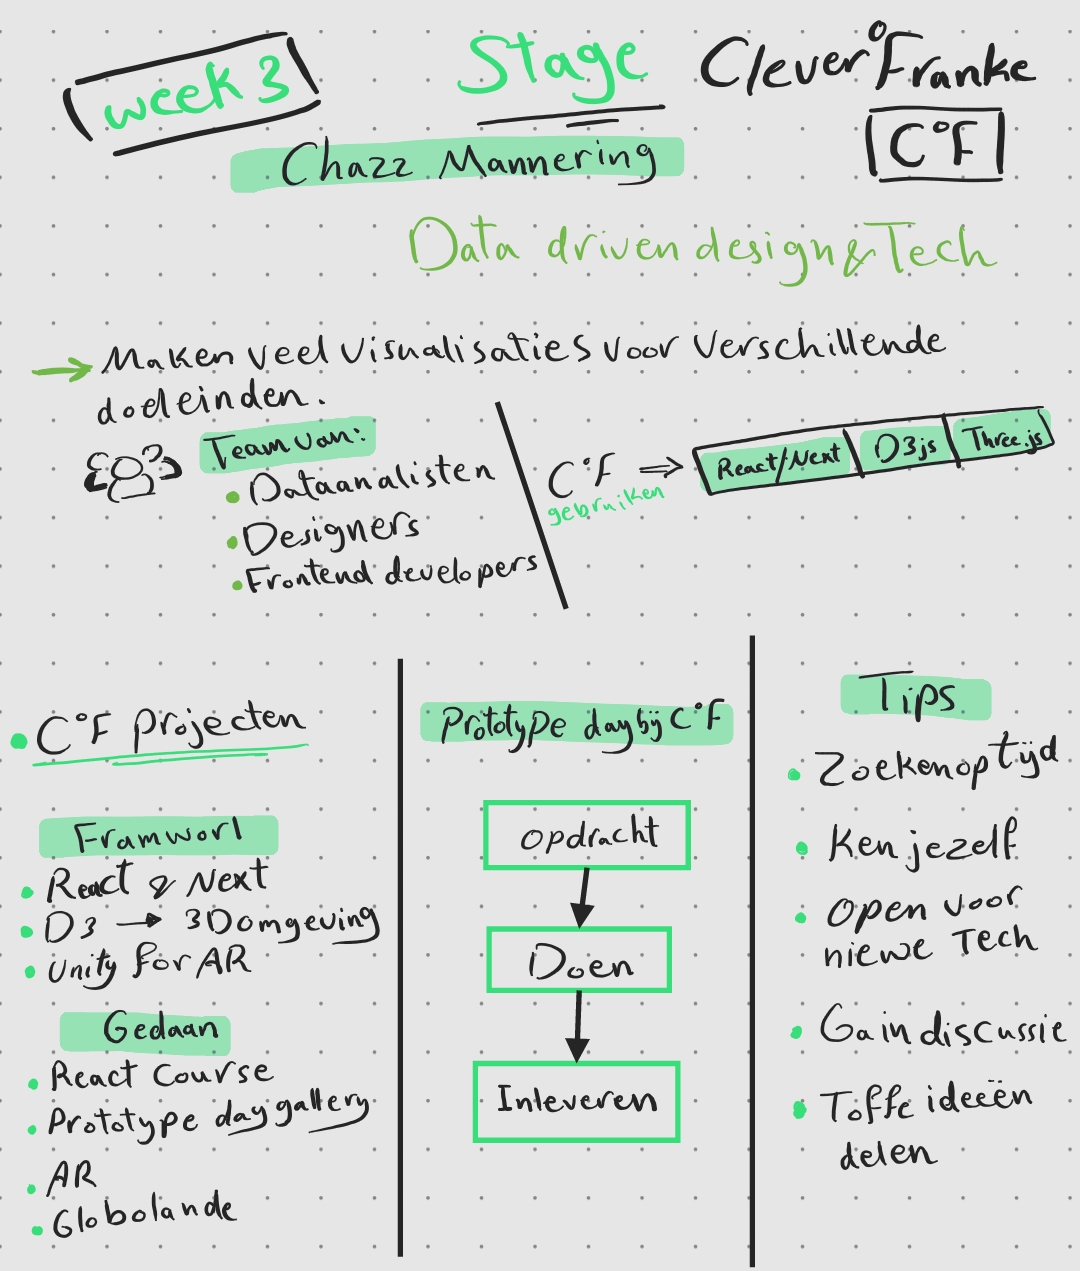 week 3
Stage
Clever°Franke
C°F
Chazz Mannering
Data driven design & Tech
→ Maken veel visualisaties voor verschillende
doeleinden.
Team van:
• Dataanalisten
• Designers
• Frontend developers
C°F ⇒ React/Next D3js Three.js
gebruiken
• C°F Projecten
Framworl
• React & Next
• D3 → 3D omgeving
• Unity for AR
Gedaan
• React Course
• Prototype day gallery
• AR
• Globolande
Prototype day bij C°F
opdracht
Doen
Inleveren
Tips
• Zoeken op tijd
• Ken jezelf
• open voor
niewe Tech
• Ga in discussie
• Toffe ideeën
delen